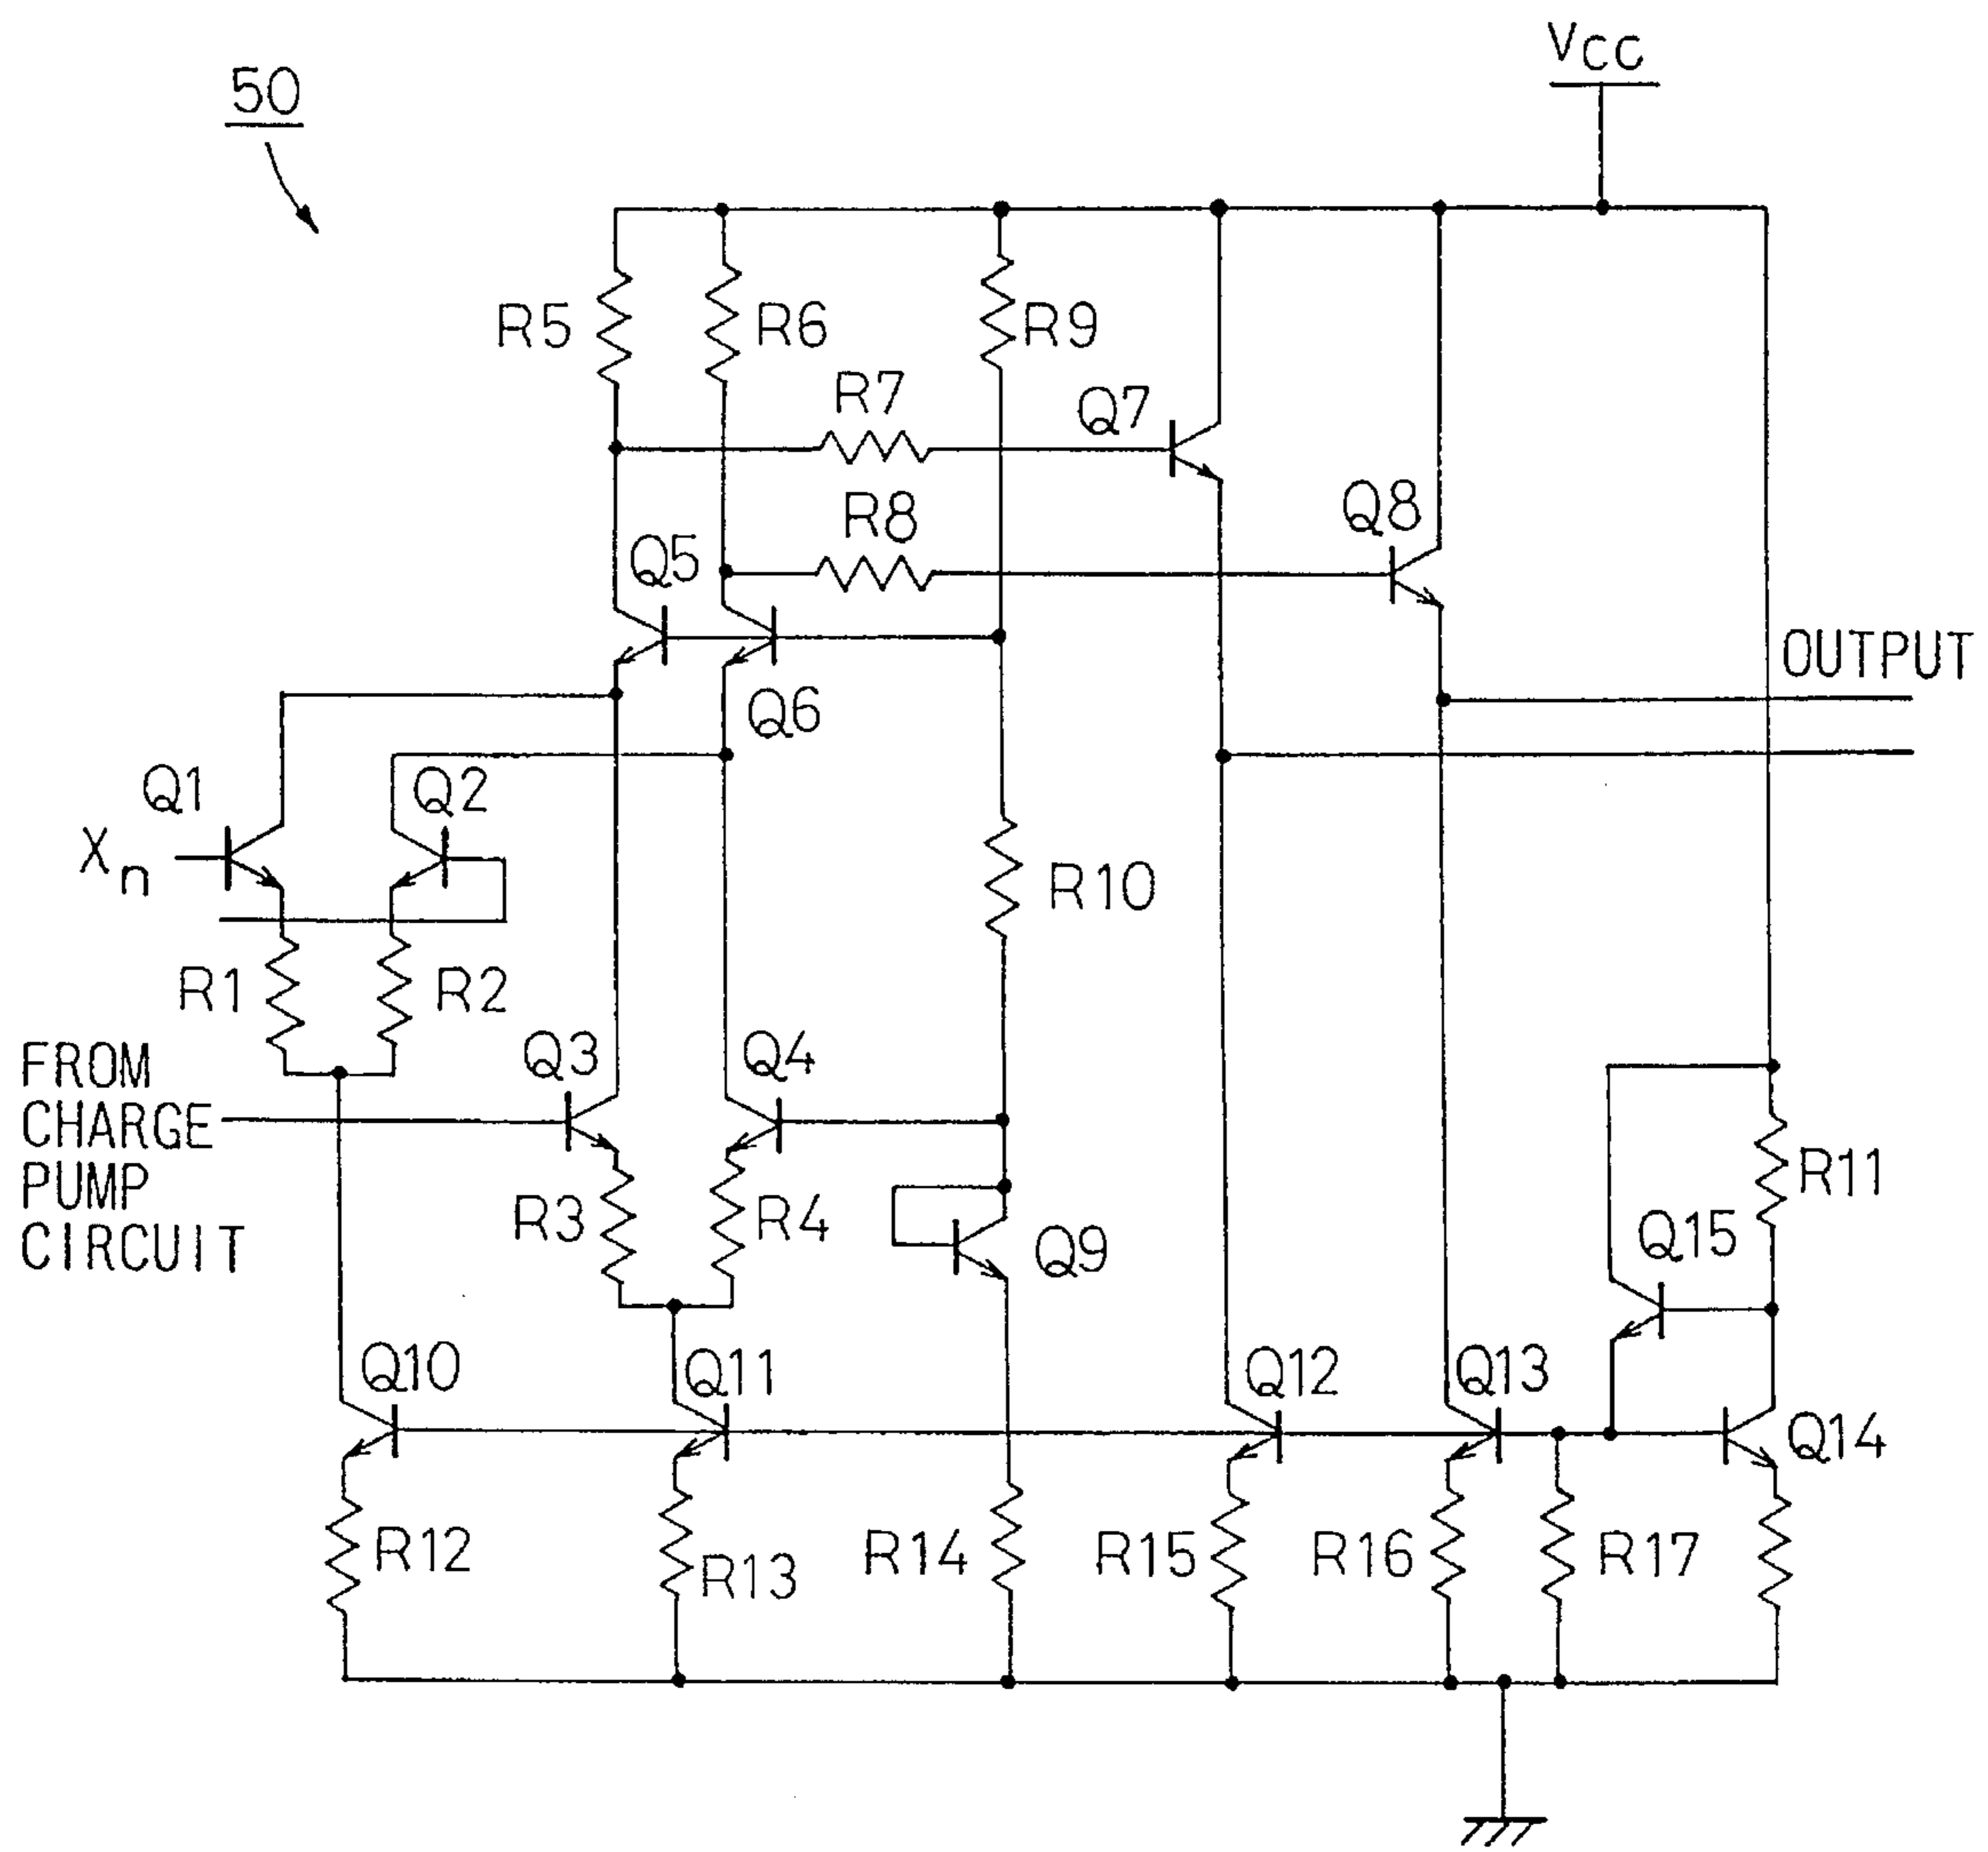 50
VCC
R5
R6
R9
R7
Q7
R8
Q8
Q5
OUTPUT
Q6
Q1
Q2
Xn
R10
R1
R2
FROM
CHARGE
PUMP
CIRCUIT
Q3
Q4
R11
R3
R4
Q9
Q15
Q10
Q11
Q12
Q13
Q14
R12
R13
R14
R15
R16
R17